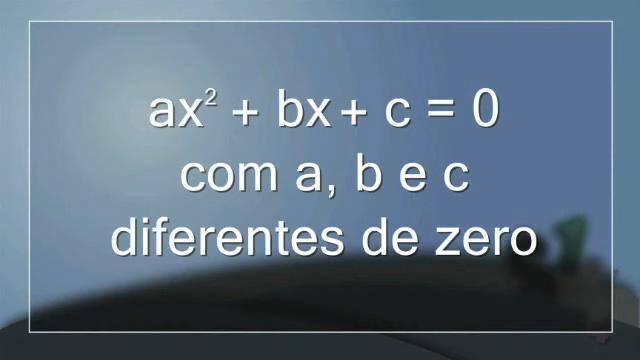 ax² + bx + c = 0
com a, b e c
diferentes de zero